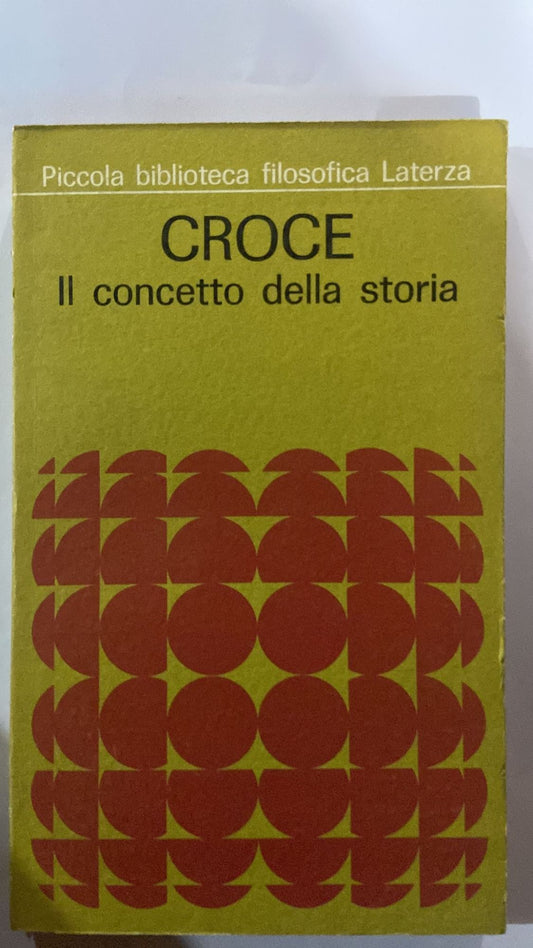 Piccola biblioteca filosofica Laterza
CROCE
Il concetto della storia